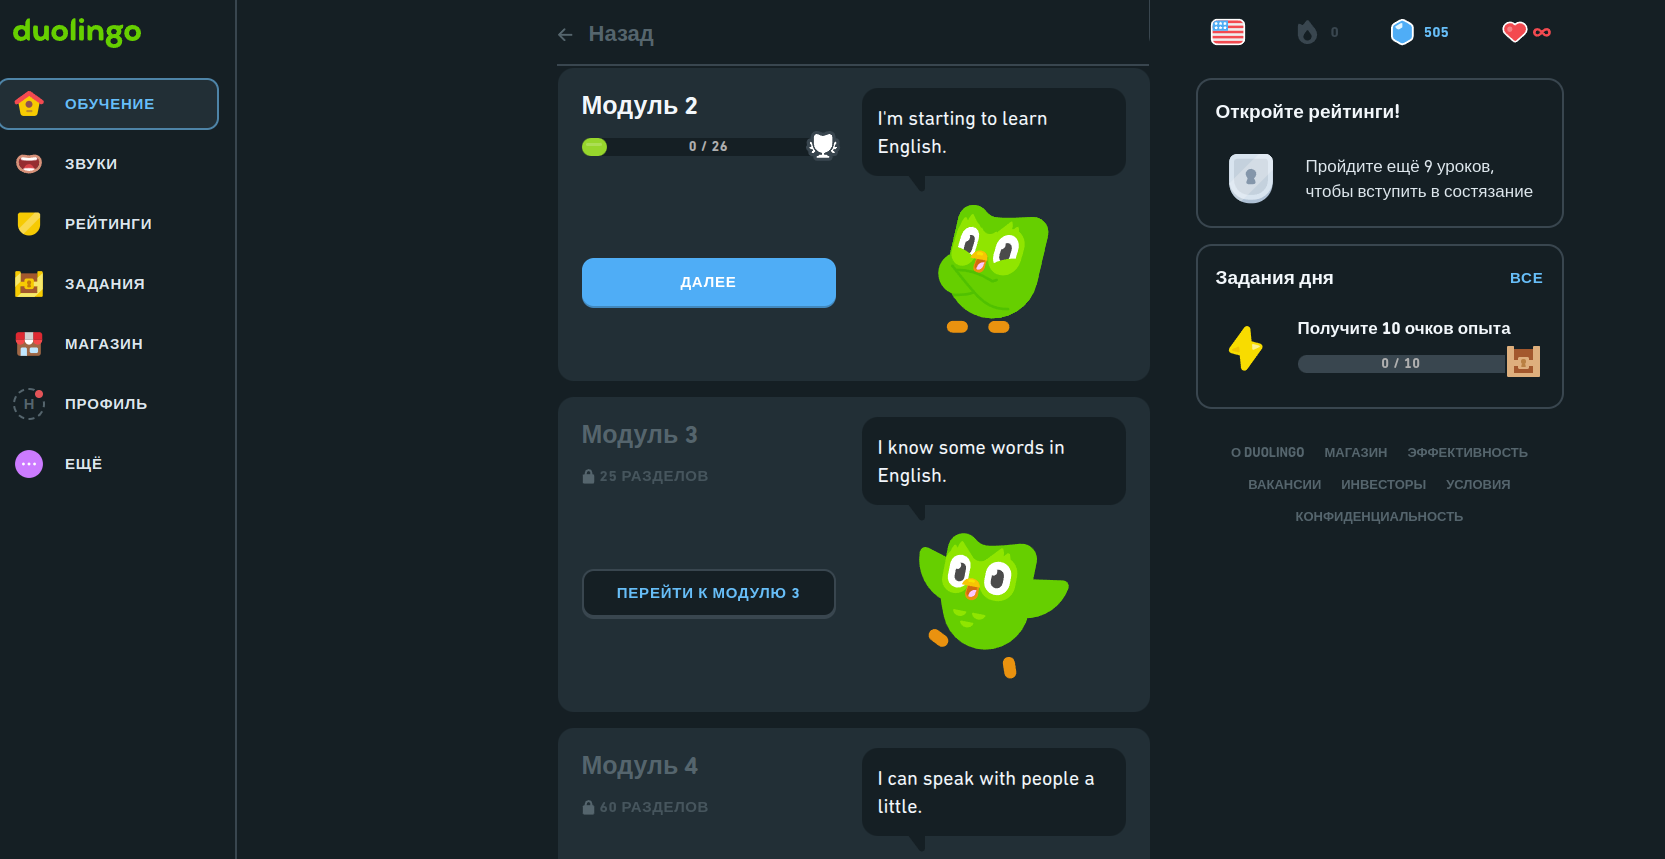 duolingo
ОБУЧЕНИЕ
ЗВУКИ
РЕЙТИНГИ
ЗАДАНИЯ
МАГАЗИН
Н
ПРОФИЛЬ
ЕЩЁ
Назад
Модуль 2
0 / 26
I'm starting to learn
English.
ДАЛЕЕ
Модуль 3
25 РАЗДЕЛОВ
I know some words in
English.
ПЕРЕЙТИ К МОДУЛЮ 3
Модуль 4
60 РАЗДЕЛОВ
I can speak with people a
little.
0
505
∞
Откройте рейтинги!
Пройдите ещё 9 уроков,
чтобы вступить в состязание
Задания дня
ВСЕ
Получите 10 очков опыта
0 / 10
О DUOLINGO МАГАЗИН ЭФФЕКТИВНОСТЬ
ВАКАНСИИ ИНВЕСТОРЫ УСЛОВИЯ
КОНФИДЕНЦИАЛЬНОСТЬ